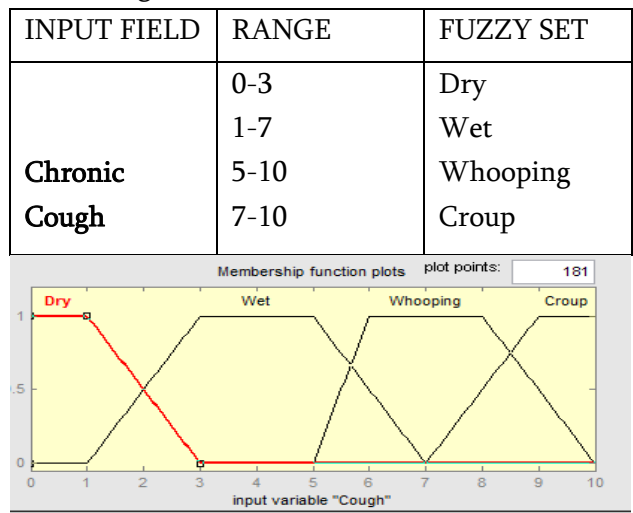 INPUT FIELD RANGE FUZZY SET
0-3 Dry
1-7 Wet
Chronic 5-10 Whooping
Cough 7-10 Croup
Membership function plots plot points: 181
Dry Wet Whooping Croup
1
.5
0
0 1 2 3 4 5 6 7 8 9 10
input variable "Cough"